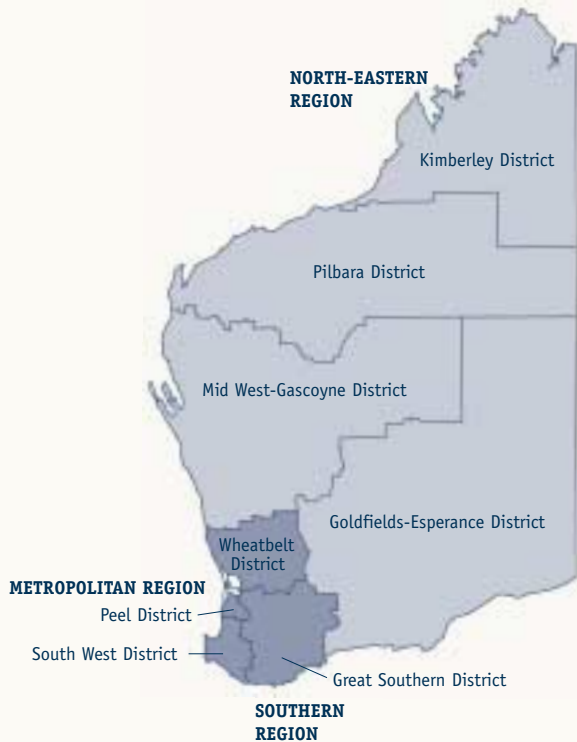 NORTH-EASTERN
REGION
Kimberley District
Pilbara District
Mid West-Gascoyne District
Goldfields-Esperance District
Wheatbelt
District
METROPOLITAN REGION
Peel District
South West District
Great Southern District
SOUTHERN
REGION